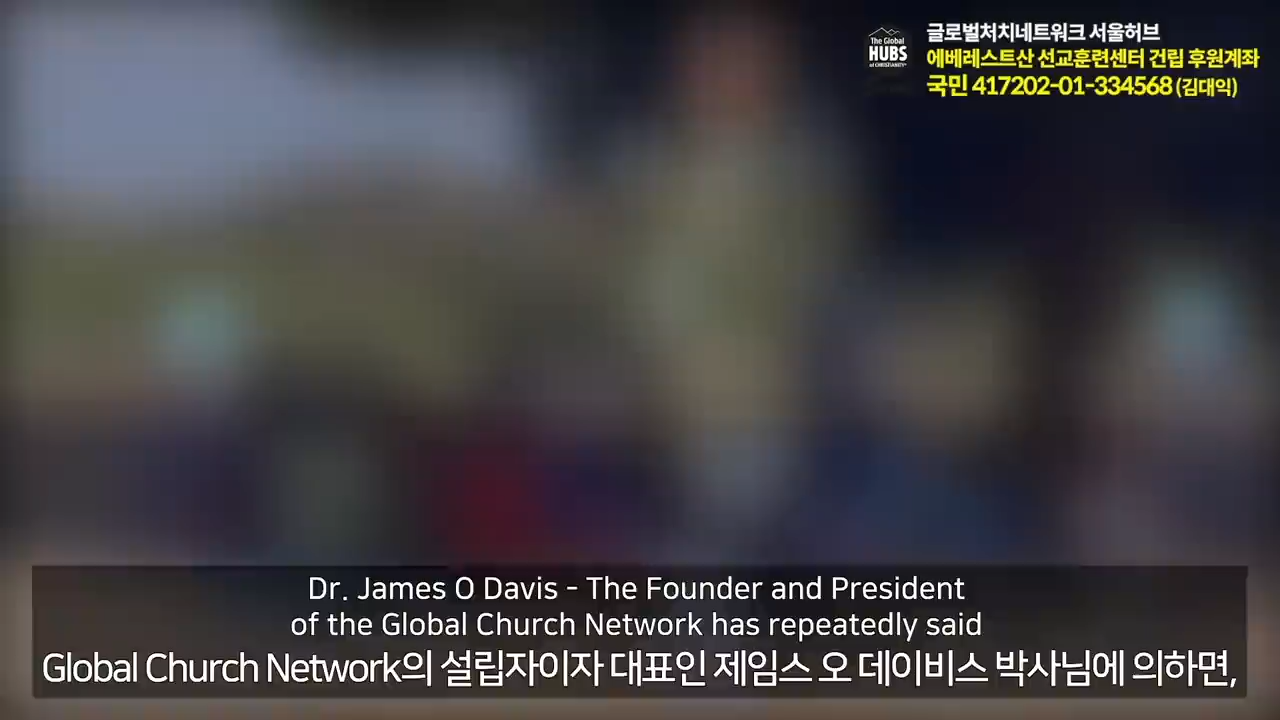 The Global
HUBS
of CHRISTIANITY
글로벌처치네트워크 서울허브
에베레스트산 선교훈련센터 건립 후원계좌
국민 417202-01-334568 (김대익)
Dr. James O Davis - The Founder and President
of the Global Church Network has repeatedly said
Global Church Network의 설립자이자 대표인 제임스 오 데이비스 박사님에 의하면,